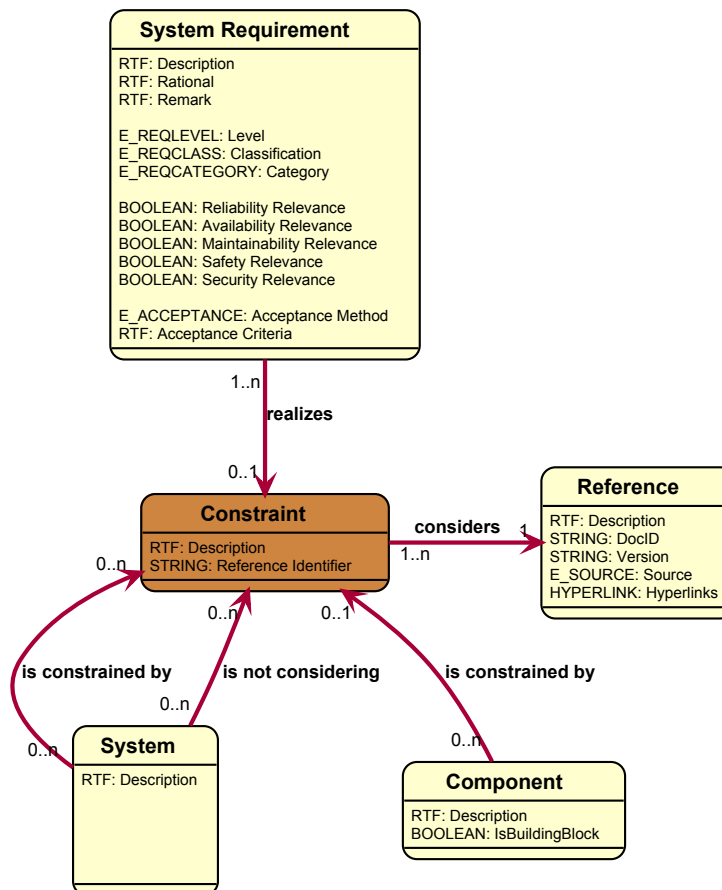 System Requirement
RTF: Description
RTF: Rational
RTF: Remark
E_REQLEVEL: Level
E_REQCLASS: Classification
E_REQCATEGORY: Category
BOOLEAN: Reliability Relevance
BOOLEAN: Availability Relevance
BOOLEAN: Maintainability Relevance
BOOLEAN: Safety Relevance
BOOLEAN: Security Relevance
E_ACCEPTANCE: Acceptance Method
RTF: Acceptance Criteria
1..n
realizes
0..1
Constraint
RTF: Description
STRING: Reference Identifier
considers
1..n
1
Reference
RTF: Description
STRING: DocID
STRING: Version
E_SOURCE: Source
HYPERLINK: Hyperlinks
0..n
0..n
0..1
is constrained by
is not considering
is constrained by
0..n
0..n
0..n
System
RTF: Description
Component
RTF: Description
BOOLEAN: IsBuildingBlock